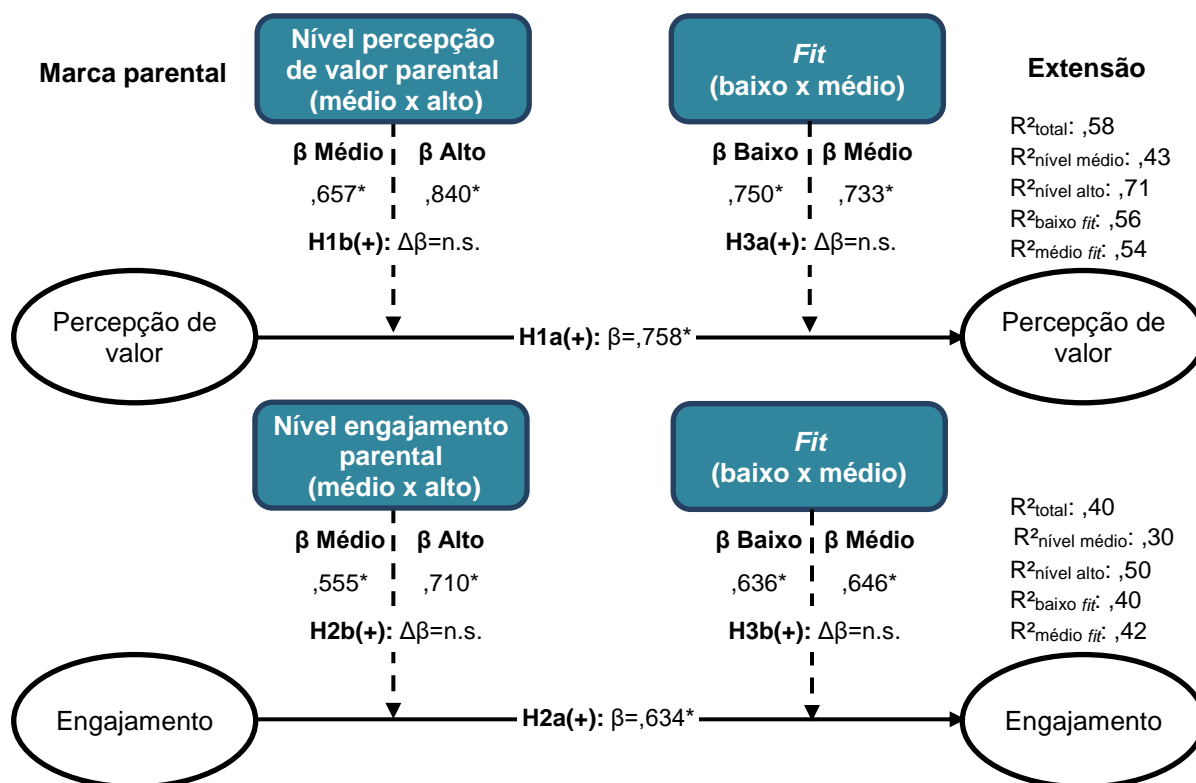 Marca parental
Nível percepção
de valor parental
(médio x alto)
Fit
(baixo x médio)
Extensão
β Médio β Alto
,657* ,840*
H1b(+): Δβ=n.s.
β Baixo β Médio
,750* ,733*
H3a(+): Δβ=n.s.
R²total: ,58
R²nível médio: ,43
R²nível alto: ,71
R²baixo fit: ,56
R²médio fit: ,54
Percepção de
valor
H1a(+): β=,758*
Percepção de
valor
Nível engajamento
parental
(médio x alto)
Fit
(baixo x médio)
β Médio β Alto
,555* ,710*
H2b(+): Δβ=n.s.
β Baixo β Médio
,636* ,646*
H3b(+): Δβ=n.s.
R²total: ,40
R²nível médio: ,30
R²nível alto: ,50
R²baixo fit: ,40
R²médio fit: ,42
Engajamento
H2a(+): β=,634*
Engajamento